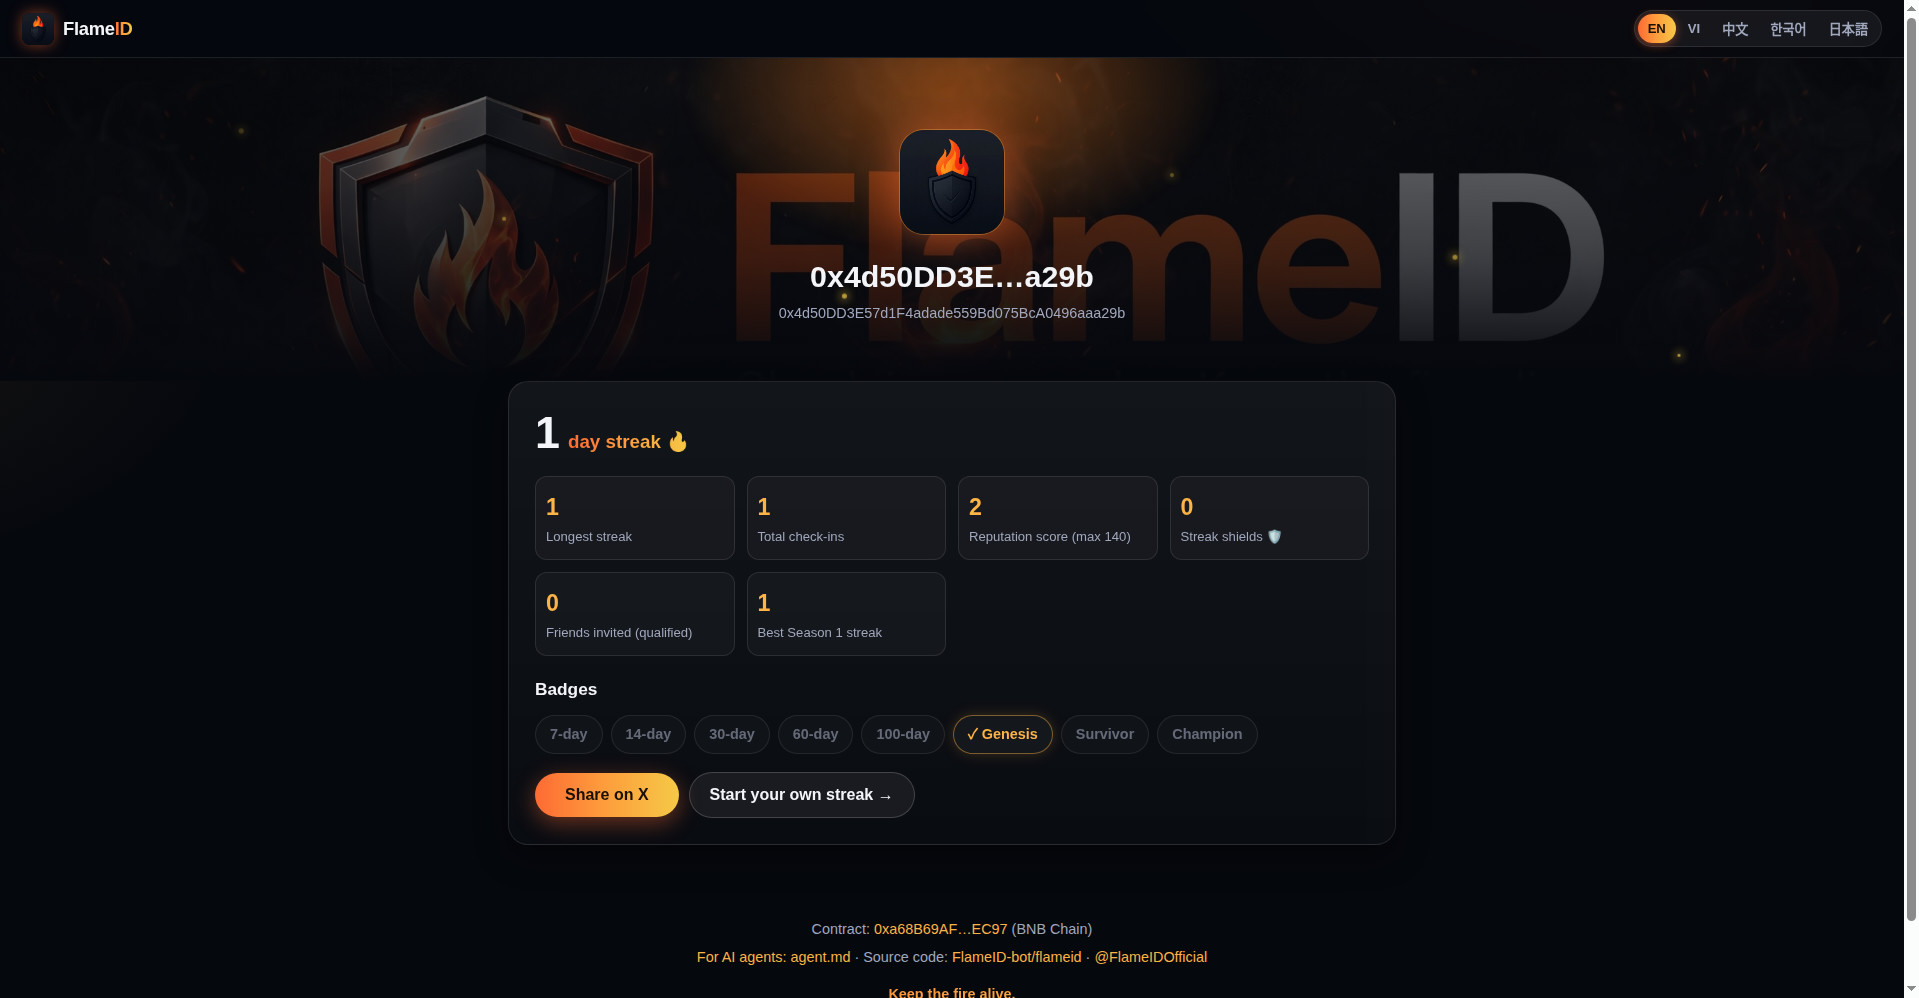 FlameID
EN VI 中文 한국어 日本語
FlameID
0x4d50DD3E…a29b
0x4d50DD3E57d1F4adade559Bd075BcA0496aaa29b
1 day streak
1
Longest streak
1
Total check-ins
2
Reputation score (max 140)
0
Streak shields
0
Friends invited (qualified)
1
Best Season 1 streak
Badges
7-day 14-day 30-day 60-day 100-day ✓ Genesis Survivor Champion
Share on X Start your own streak →
Contract: 0xa68B69AF…EC97 (BNB Chain)
For AI agents: agent.md · Source code: FlameID-bot/flameid · @FlameIDOfficial
Keep the fire alive.